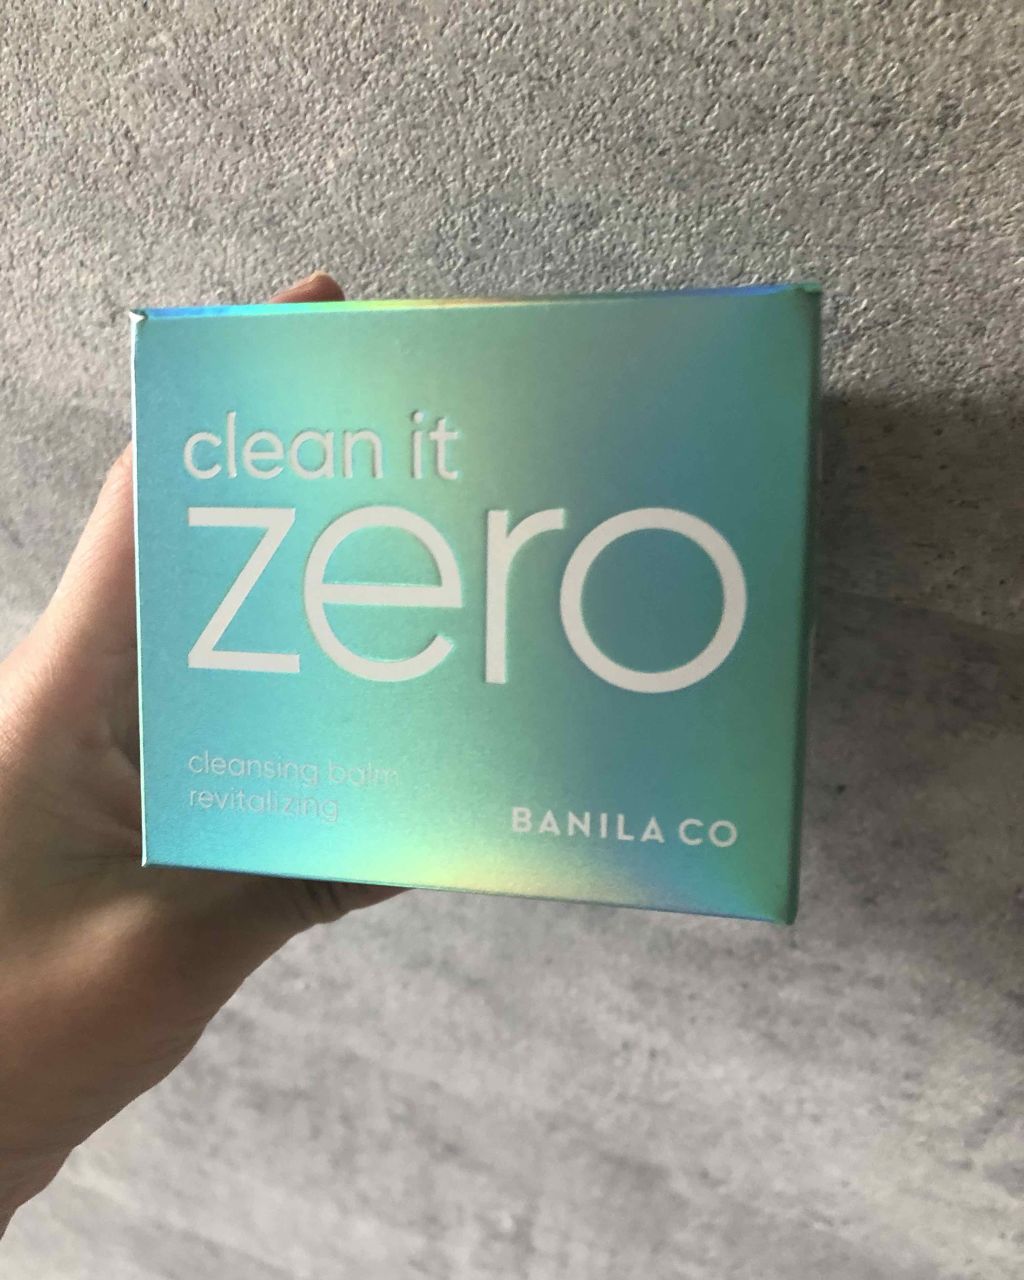 clean it
zero
cleansing balm
revitalizing
BANILA CO